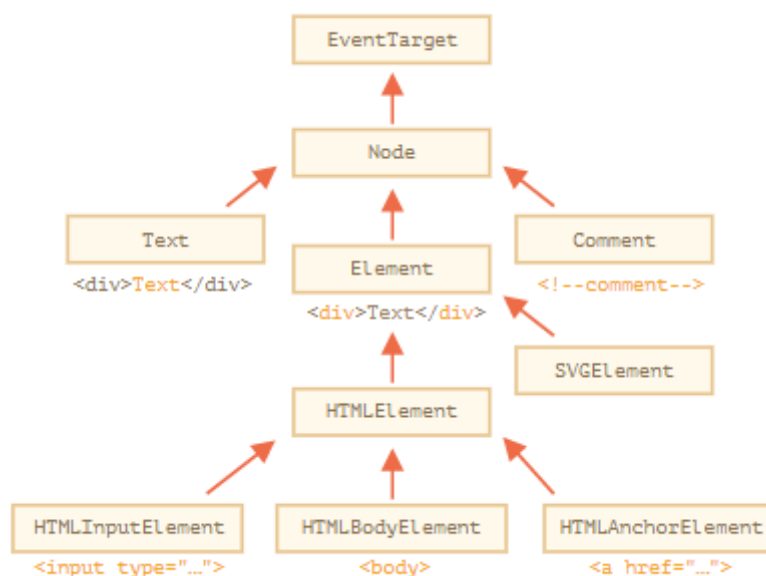 EventTarget
Node
Text
Comment
<div>Text</div>
Element
<!--comment-->
<div>Text</div>
SVGElement
HTMLElement
HTMLInputElement
HTMLBodyElement
HTMLAnchorElement
<input type="…">
<body>
<a href="…">